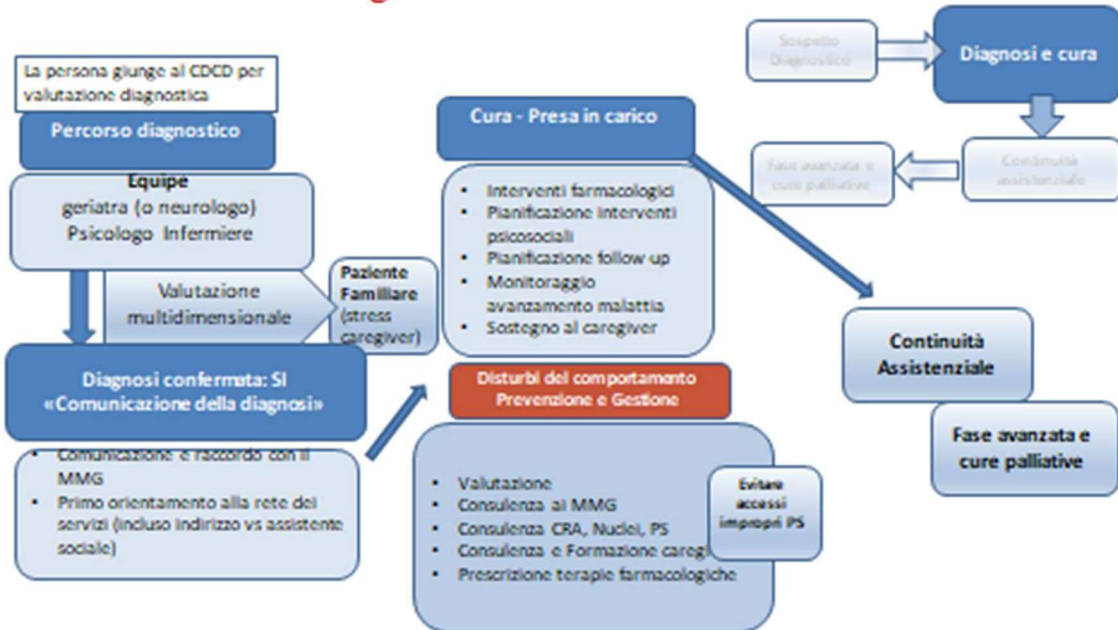 La persona giunge al CDCD per
valutazione diagnostica
Percorso diagnostico
Equipe
geriatra (o neurologo)
Psicologo Infermiere
Valutazione
multidimensionale
Paziente
Familiare
(stress
caregiver)
Diagnosi confermata: SI
«Comunicazione della diagnosi»
• Comunicazione e raccordo con il
MMG
• Primo orientamento alla rete dei
servizi (incluso indirizzo vs assistente
sociale)
Cura - Presa in carico
• Interventi farmacologici
• Pianificazione interventi
psicosociali
• Pianificazione follow up
• Monitoraggio
avanzamento malattia
• Sostegno al caregiver
Disturbi del comportamento
Prevenzione e Gestione
• Valutazione
• Consulenza ai MMG
• Consulenza CRA, Nuclei, PS
• Consulenza e Formazione caregi
• Prescrizione terapie farmacologiche
Evitare
accessi
impropri PS
Sospetto
Diagnostico
Diagnosi e cura
Continuità
assistenziale
Fase avanzata e
cure palliative
Continuità
Assistenziale
Fase avanzata e
cure palliative